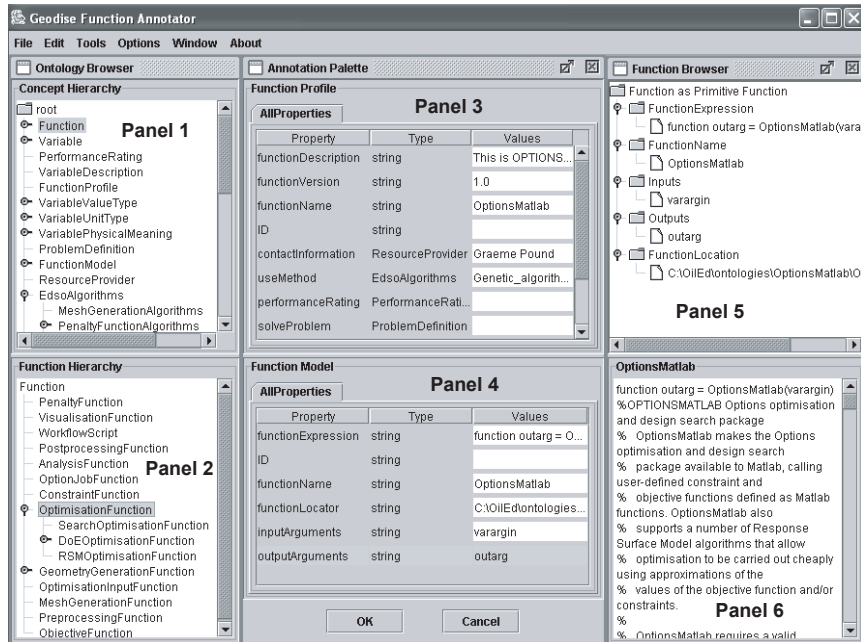 Geodise Function Annotator
File Edit Tools Options Window About
Ontology Browser
Concept Hierarchy
root
Function
Panel 1
Variable
PerformanceRating
VariableDescription
FunctionProfile
VariableValueType
VariableUnitType
VariablePhysicalMeaning
ProblemDefinition
FunctionModel
ResourceProvider
EdsoAlgorithms
MeshGenerationAlgorithms
PenaltyFunctionAlgorithms
Function Hierarchy
Function
PenaltyFunction
VisualisationFunction
WorkflowScript
PostprocessingFunction
AnalysisFunction
Panel 2
OptionJobFunction
ConstraintFunction
OptimisationFunction
SearchOptimisationFunction
DoEOptimisationFunction
RSMOptimisationFunction
GeometryGenerationFunction
OptimisationInputFunction
MeshGenerationFunction
PreprocessingFunction
ObjectiveFunction
Annotation Palette
Function Profile
Panel 3
AllProperties
Property Type Values
functionDescription string This is OPTIONS...
functionVersion string 1.0
functionName string OptionsMatlab
ID string
contactInformation ResourceProvider Graeme Pound
useMethod EdsoAlgorithms Genetic_algorith...
performanceRating PerformanceRati...
solveProblem ProblemDefinition
Function Model
Panel 4
AllProperties
Property Type Values
functionExpression string function outarg = O...
ID string
functionName string OptionsMatlab
functionLocator string C:\OilEd\ontologies...
inputArguments string varargin
outputArguments string outarg
OK Cancel
Function Browser
Function as Primitive Function
FunctionExpression
function outarg = OptionsMatlab(vara
FunctionName
OptionsMatlab
Inputs
varargin
Outputs
outarg
FunctionLocation
C:\OilEd\ontologies\OptionsMatlab\O
Panel 5
OptionsMatlab
function outarg = OptionsMatlab(varargin)
%OPTIONSMATLAB Options optimisation
and design search package
% OptionsMatlab makes the Options
optimisation and design search
% package available to Matlab, calling
user-defined constraint and
% objective functions defined as Matlab
functions. OptionsMatlab also
% supports a number of Response
Surface Model algorithms that allow
% optimisation to be carried out cheaply
using approximations of the
% values of the objective function and/or
constraints.
%
Panel 6
% OptionsMatlab requires a valid